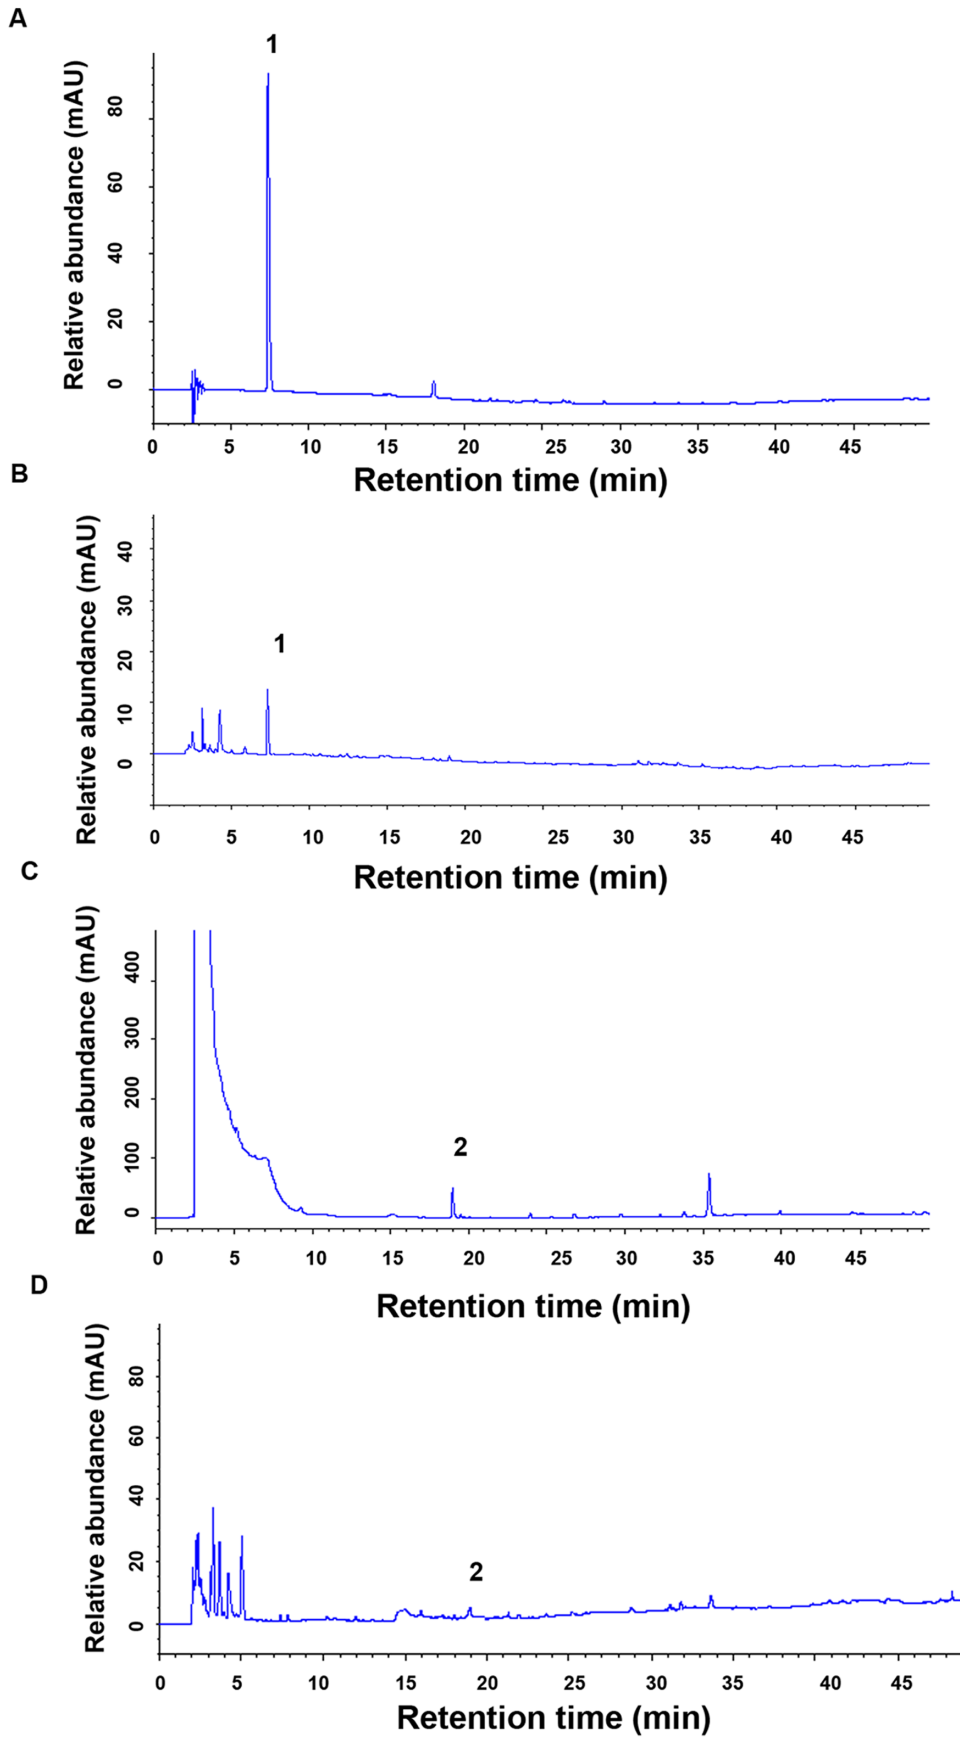 A
1
Relative abundance (mAU)
80
60
40
20
0
0 5 10 15 20 25 30 35 40 45
Retention time (min)
B
1
Relative abundance (mAU)
40
30
20
10
0
0 5 10 15 20 25 30 35 40 45
Retention time (min)
C
2
Relative abundance (mAU)
400
300
200
100
0
0 5 10 15 20 25 30 35 40 45
Retention time (min)
D
2
Relative abundance (mAU)
80
60
40
20
0
0 5 10 15 20 25 30 35 40 45
Retention time (min)